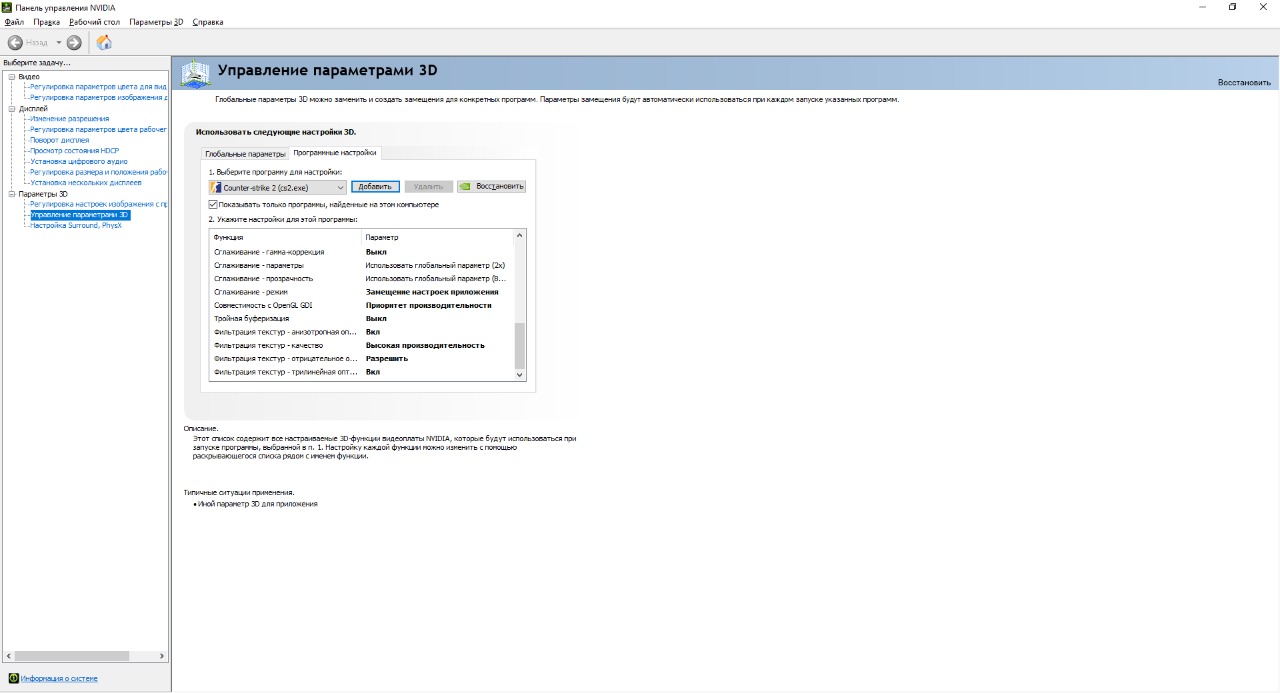 Панель управления NVIDIA
Файл Правка Рабочий стол Параметры 3D Справка
Назад
Выберите задачу...
Видео
Регулировка параметров цвета для вид
Регулировка параметров изображения д
Дисплей
Изменение разрешения
Регулировка параметров цвета рабочег
Поворот дисплея
Просмотр состояния HDCP
Установка цифрового аудио
Регулировка размера и положения рабо
Установка нескольких дисплеев
Параметры 3D
Регулировка настроек изображения с пр
Управление параметрами 3D
Настройка Surround, PhysX
Информация о системе
Управление параметрами 3D
Восстановить
Глобальные параметры 3D можно заменить и создать замещения для конкретных программ. Параметры замещения будут автоматически использоваться при каждом запуске указанных программ.
Использовать следующие настройки 3D.
Глобальные параметры Программные настройки
1. Выберите программу для настройки:
Counter-strike 2 (cs2.exe) Добавить Удалить Восстановить
Показывать только программы, найденные на этом компьютере
2. Укажите настройки для этой программы:
Функция Параметр
Сглаживание - гамма-коррекция Выкл
Сглаживание - параметры Использовать глобальный параметр (2x)
Сглаживание - прозрачность Использовать глобальный параметр (В...
Сглаживание - режим Замещение настроек приложения
Совместимость с OpenGL GDI Приоритет производительности
Тройная буферизация Выкл
Фильтрация текстур - анизотропная оп... Вкл
Фильтрация текстур - качество Высокая производительность
Фильтрация текстур - отрицательное о... Разрешить
Фильтрация текстур - трилинейная опт... Вкл
Описание.
Этот список содержит все настраиваемые 3D-функции видеоплаты NVIDIA, которые будут использоваться при
запуске программы, выбранной в п. 1. Настройку каждой функции можно изменить с помощью
раскрывающегося списка рядом с именем функции.
Типичные ситуации применения.
• Иной параметр 3D для приложения